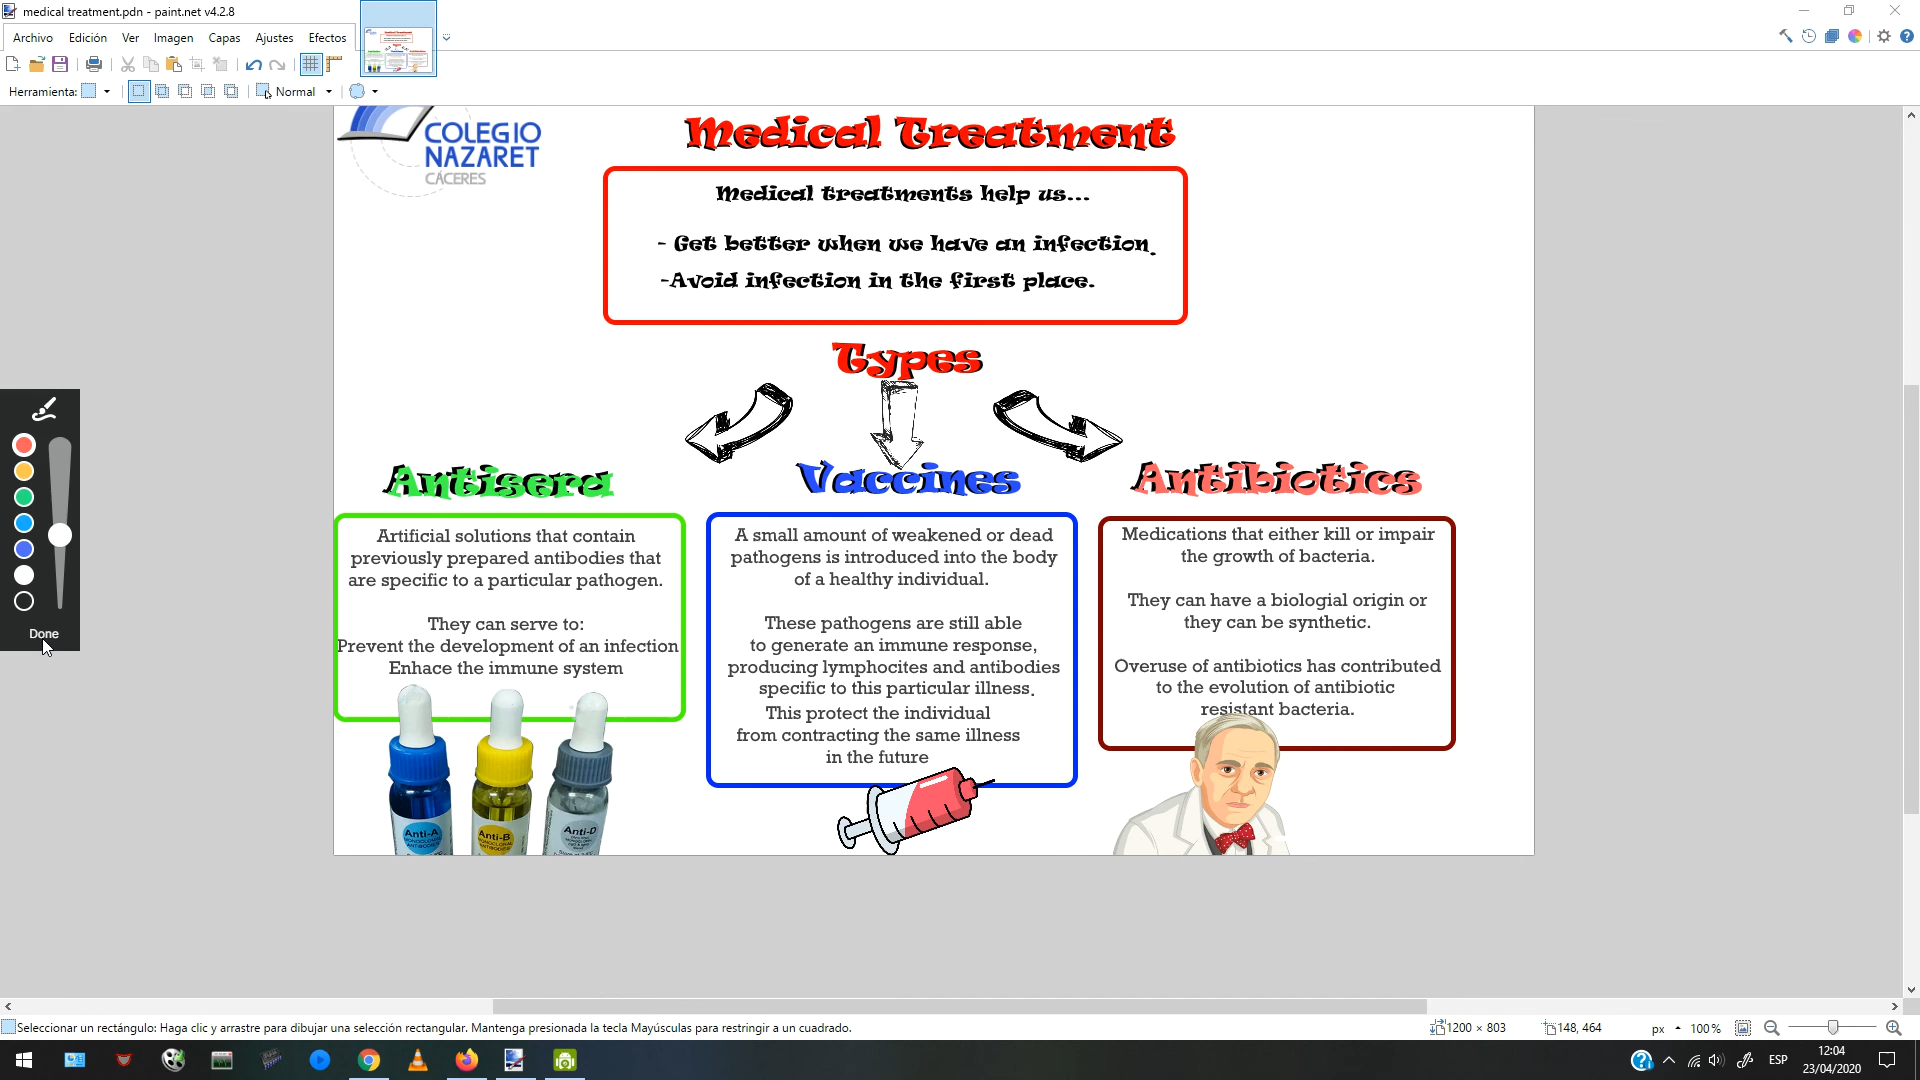 medical treatment.pdn - paint.net v4.2.8
Archivo Edición Ver Imagen Capas Ajustes Efectos
Herramienta: Normal
COLEGIO
NAZARET
CÁCERES
Medical Treatment
Medical treatments help us...
- Get better when we have an infection.
-Avoid infection in the first place.
Types
Antisera
Artificial solutions that contain
previously prepared antibodies that
are specific to a particular pathogen.
They can serve to:
Prevent the development of an infection
Enhace the immune system
Anti-A
MONOCLONAL
ANTIBODIES
Anti-B
MONOCLONAL
ANTIBODIES
Anti-D
Vaccines
A small amount of weakened or dead
pathogens is introduced into the body
of a healthy individual.
These pathogens are still able
to generate an immune response,
producing lymphocites and antibodies
specific to this particular illness.
This protect the individual
from contracting the same illness
in the future
Antibiotics
Medications that either kill or impair
the growth of bacteria.
They can have a biologial origin or
they can be synthetic.
Overuse of antibiotics has contributed
to the evolution of antibiotic
resistant bacteria.
Done
Seleccionar un rectángulo: Haga clic y arrastre para dibujar una selección rectangular. Mantenga presionada la tecla Mayúsculas para restringir a un cuadrado.
1200 × 803
148, 464
px
100%
ESP
12:04
23/04/2020